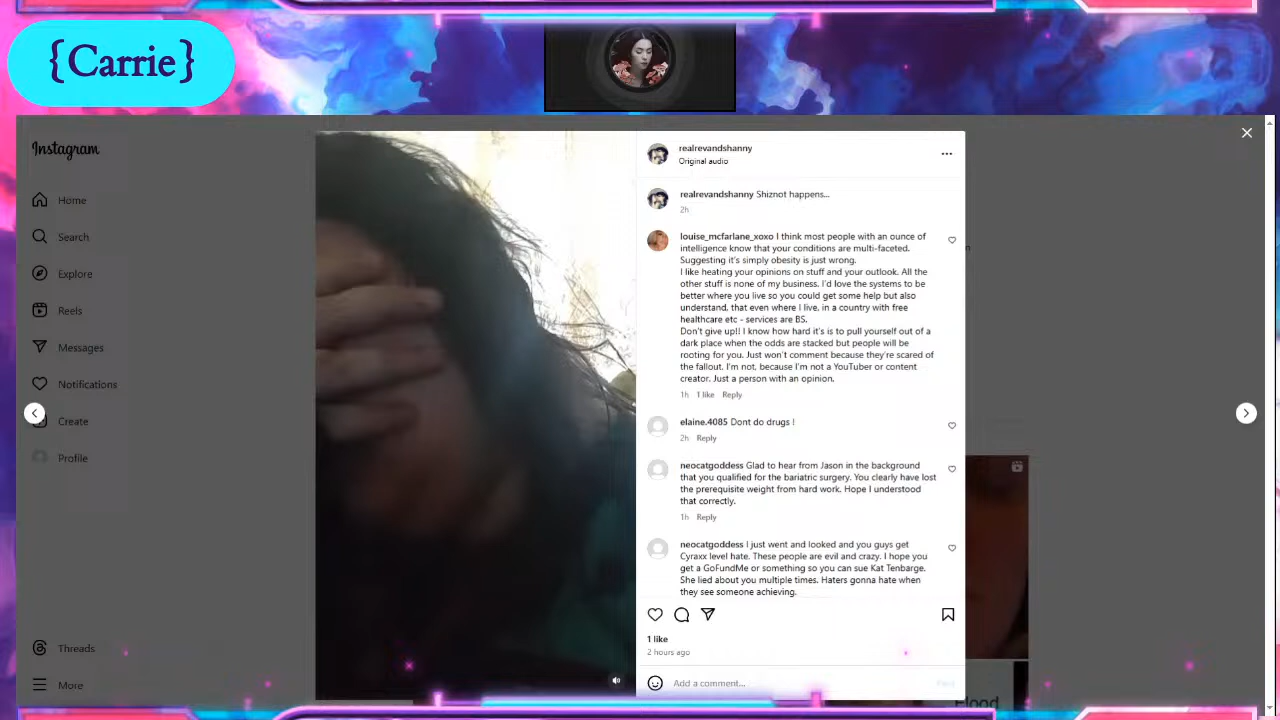 {Carrie}
Instagram
Home
Search
Explore
Reels
Messages
Notifications
Create
Profile
Threads
More
realrevandshanny
Original audio
realrevandshanny Shiznot happens...
2h
louise_mcfarlane_xoxo I think most people with an ounce of
intelligence know that your conditions are multi-faceted.
Suggesting it's simply obesity is just wrong.
I like heating your opinions on stuff and your outlook. All the
other stuff is none of my business. I'd love the systems to be
better where you live so you could get some help but also
understand, that even where I live, in a country with free
healthcare etc - services are BS.
Don't give up!! I know how hard it's is to pull yourself out of a
dark place when the odds are stacked but people will be
rooting for you. Just won't comment because they're scared of
the fallout. I'm not, because I'm not a YouTuber or content
creator. Just a person with an opinion.
1h 1 like Reply
elaine.4085 Dont do drugs !
2h Reply
neocatgoddess Glad to hear from Jason in the background
that you qualified for the bariatric surgery. You clearly have lost
the prerequisite weight from hard work. Hope I understood
that correctly.
1h Reply
neocatgoddess I just went and looked and you guys get
Cyraxx level hate. These people are evil and crazy. I hope you
get a GoFundMe or something so you can sue Kat Tenbarge.
She lied about you multiple times. Haters gonna hate when
they see someone achieving.
1 like
2 hours ago
Add a comment...